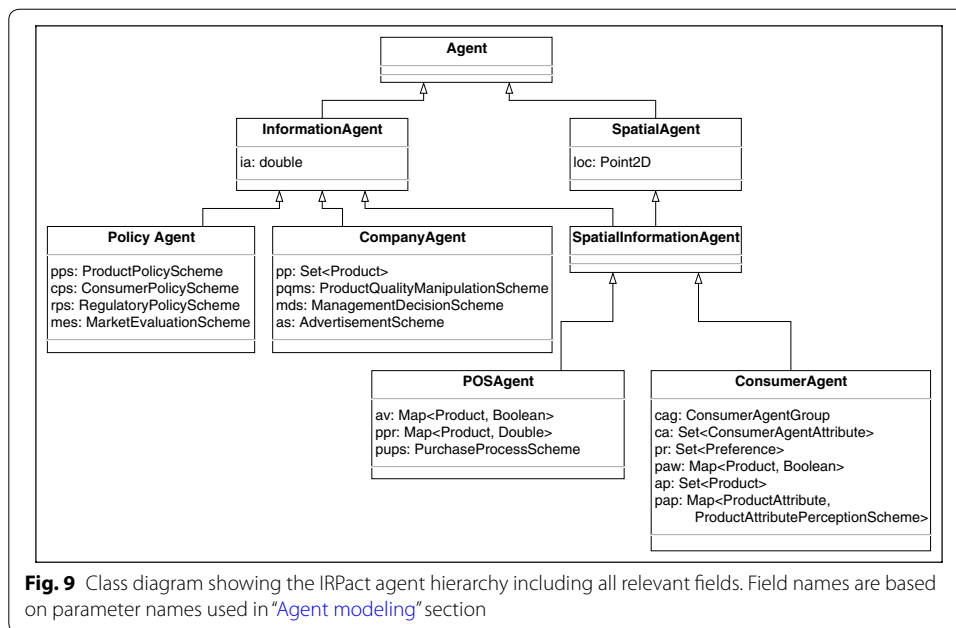 Agent
InformationAgent
ia: double
SpatialAgent
loc: Point2D
Policy Agent
pps: ProductPolicyScheme
cps: ConsumerPolicyScheme
rps: RegulatoryPolicyScheme
mes: MarketEvaluationScheme
CompanyAgent
pp: Set<Product>
pqms: ProductQualityManipulationScheme
mds: ManagementDecisionScheme
as: AdvertisementScheme
SpatialInformationAgent
POSAgent
av: Map<Product, Boolean>
ppr: Map<Product, Double>
pups: PurchaseProcessScheme
ConsumerAgent
cag: ConsumerAgentGroup
ca: Set<ConsumerAgentAttribute>
pr: Set<Preference>
paw: Map<Product, Boolean>
ap: Set<Product>
pap: Map<ProductAttribute,
ProductAttributePerceptionScheme>
Fig. 9 Class diagram showing the IRPact agent hierarchy including all relevant fields. Field names are based
on parameter names used in “Agent modeling” section